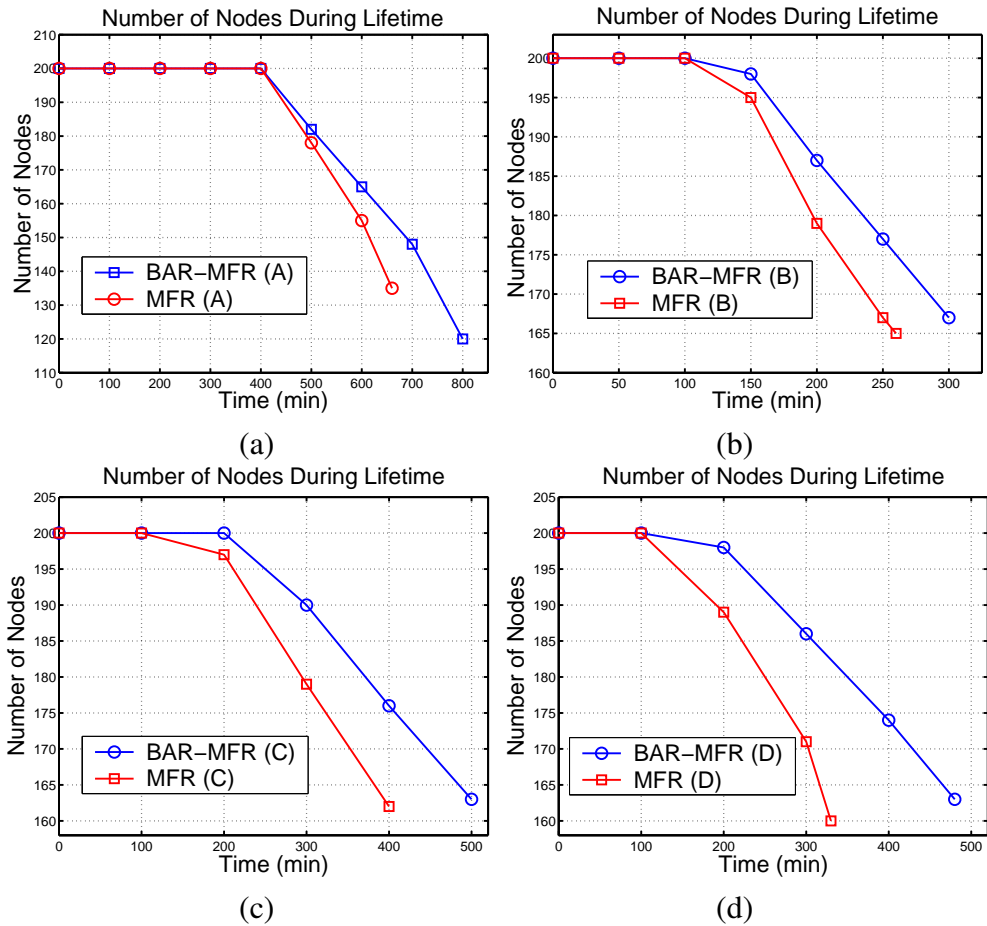 Number of Nodes During Lifetime
210
200
190
180
170
160
150
140
130
120
110
Number of Nodes
BAR-MFR (A)
MFR (A)
0 100 200 300 400 500 600 700 800
Time (min)
(a)
Number of Nodes During Lifetime
200
195
190
185
180
175
170
165
160
Number of Nodes
BAR-MFR (B)
MFR (B)
0 50 100 150 200 250 300
Time (min)
(b)
Number of Nodes During Lifetime
205
200
195
190
185
180
175
170
165
160
Number of Nodes
BAR-MFR (C)
MFR (C)
0 100 200 300 400 500
Time (min)
(c)
Number of Nodes During Lifetime
205
200
195
190
185
180
175
170
165
160
Number of Nodes
BAR-MFR (D)
MFR (D)
0 100 200 300 400 500
Time (min)
(d)